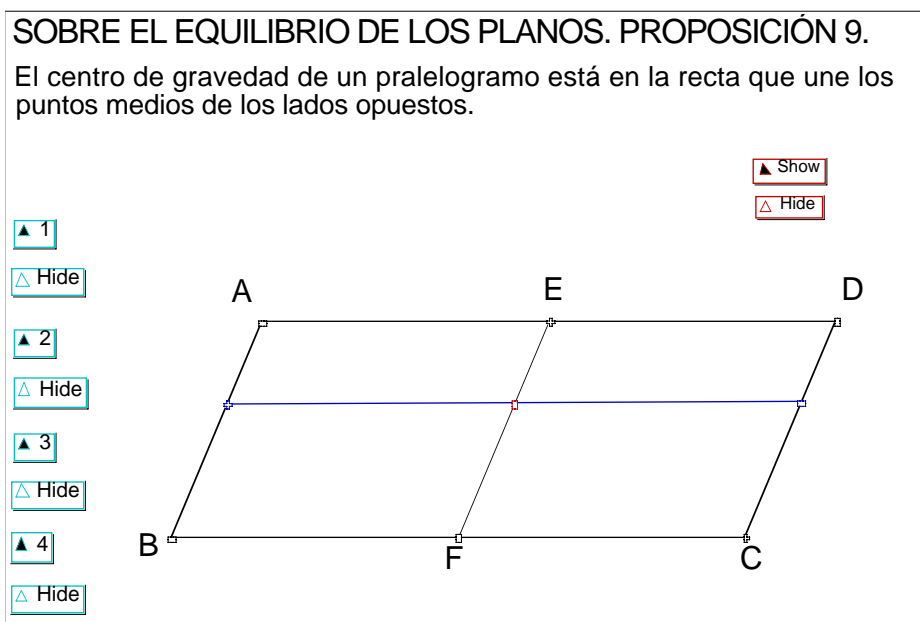 SOBRE EL EQUILIBRIO DE LOS PLANOS. PROPOSICIÓN 9.
El centro de gravedad de un pralelogramo está en la recta que une los
puntos medios de los lados opuestos.
Show
Hide
1
Hide
A E D
2
Hide
3
Hide
4
B F C
Hide